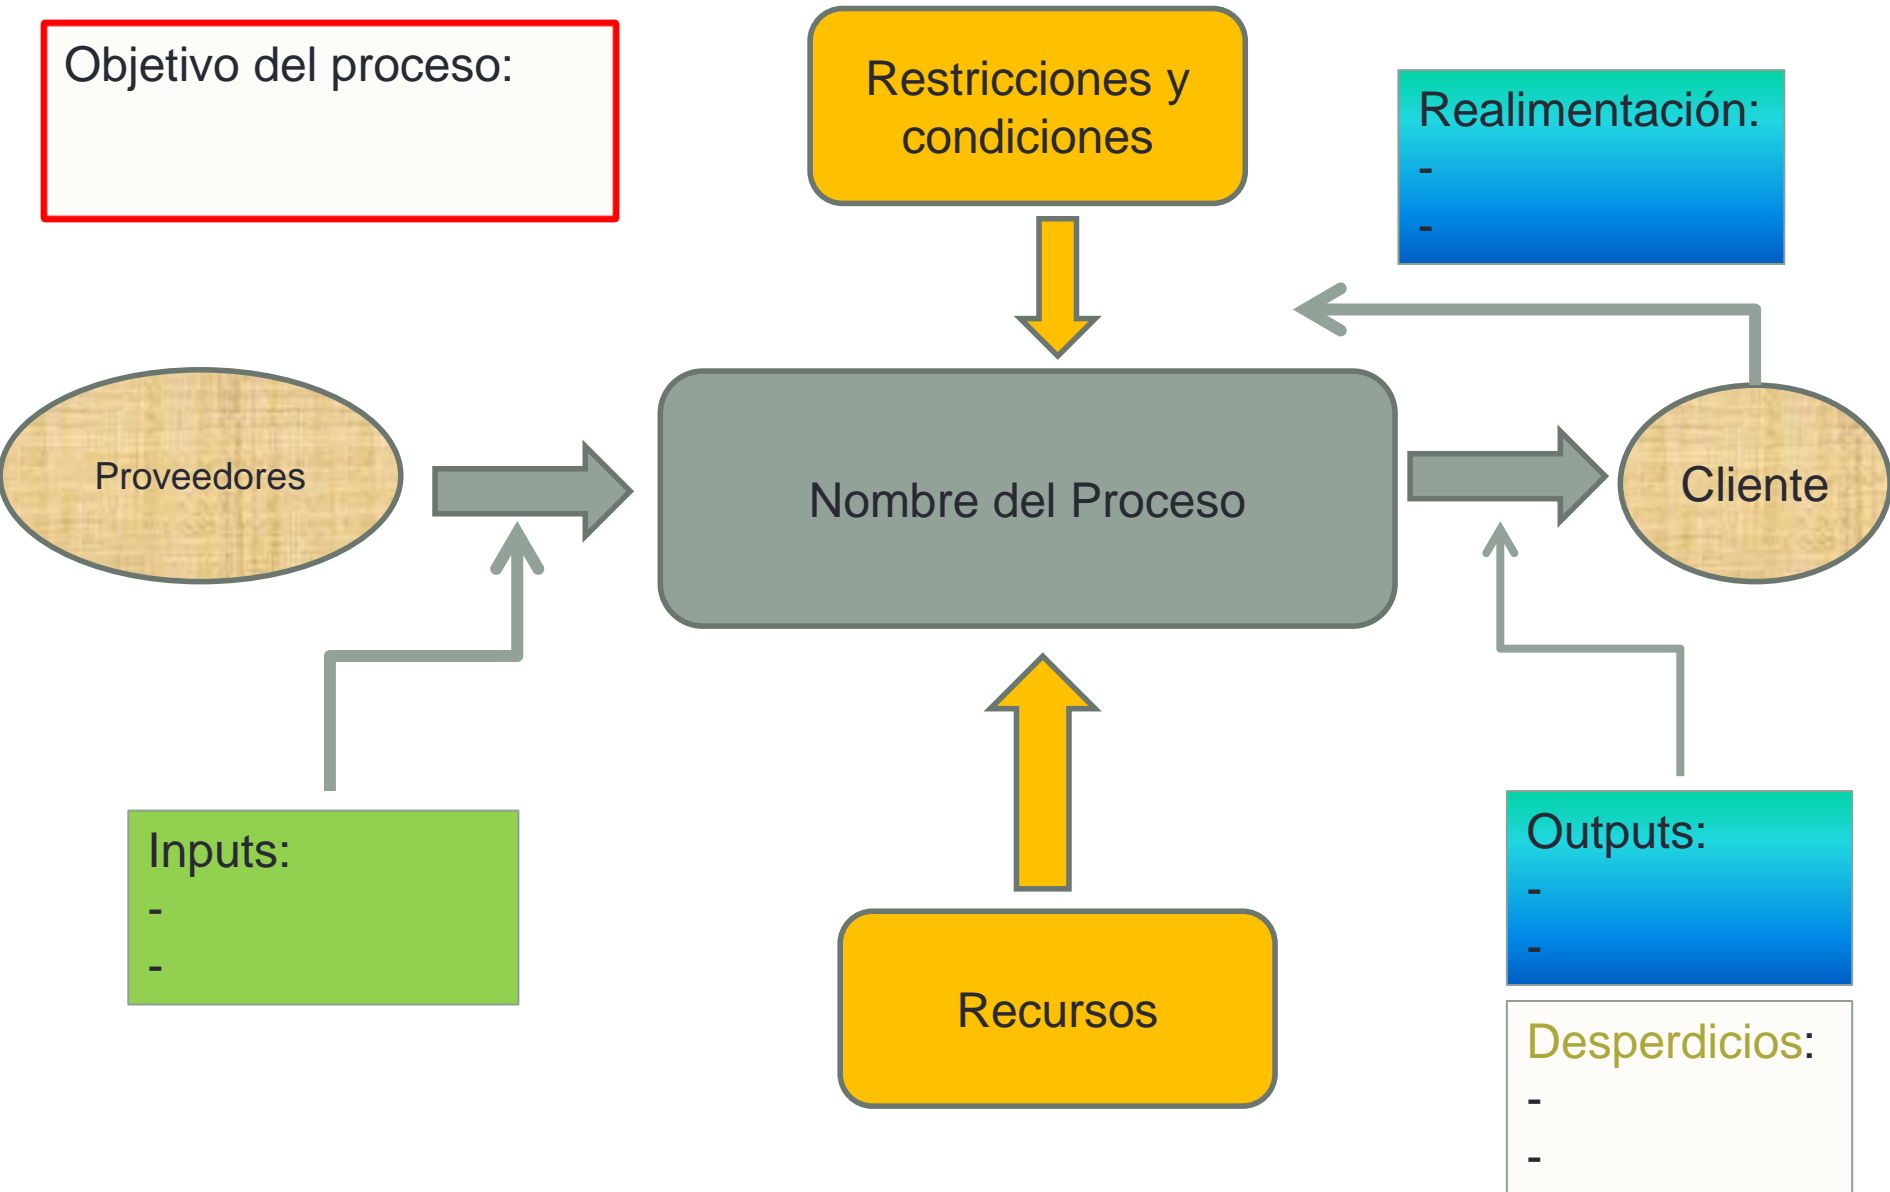 Objetivo del proceso:
Restricciones y
condiciones
Realimentación:
-
-
Proveedores
Nombre del Proceso
Cliente
Inputs:
-
-
Recursos
Outputs:
-
-
Desperdicios:
-
-